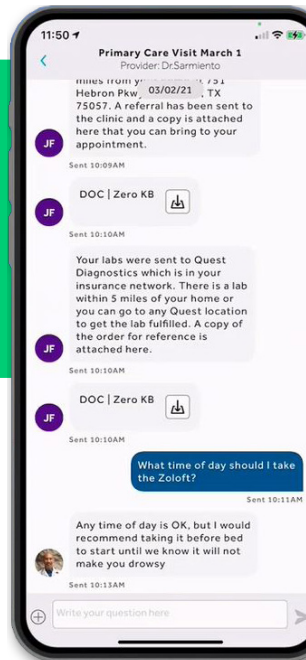 11:50
Primary Care Visit March 1
Provider: Dr.Sarmiento
miles from 751
03/02/21
Hebron Pkw , TX
75057. A referral has been sent to
the clinic and a copy is attached
here that you can bring to your
appointment.
JF
Sent 10:09AM
DOC | Zero KB
JF
Sent 10:10AM
Your labs were sent to Quest
Diagnostics which is in your
insurance network. There is a lab
within 5 miles of your home or
you can go to any Quest location
to get the lab fulfilled. A copy of
the order for reference is
attached here.
JF
Sent 10:10AM
DOC | Zero KB
JF
Sent 10:10AM
What time of day should I take
the Zoloft?
Sent 10:11AM
Any time of day is OK, but I would
recommend taking it before bed
to start until we know it will not
make you drowsy
Sent 10:13AM
Write your question here